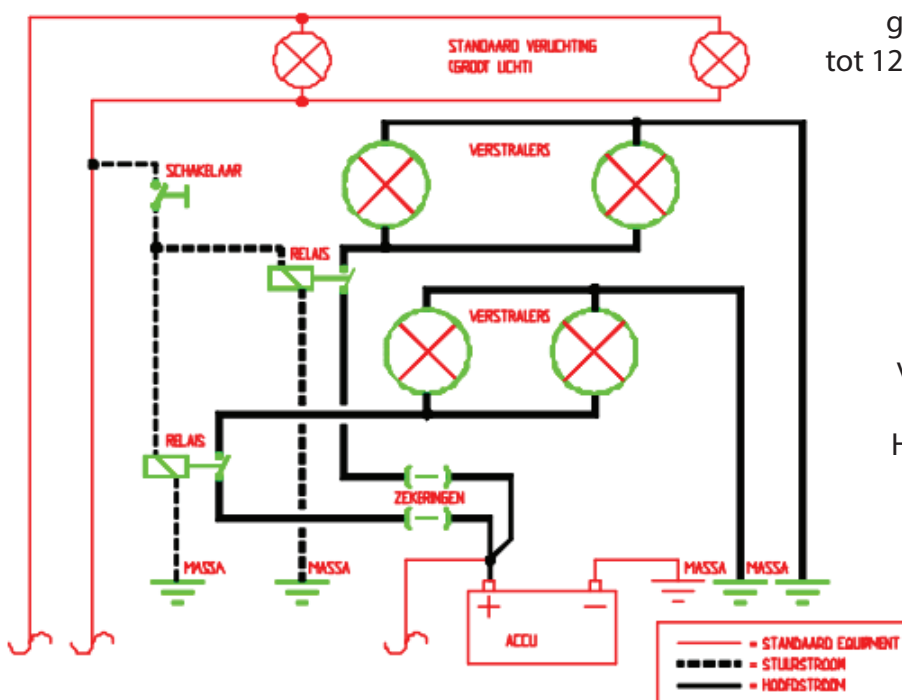 g
tot 12
STANDAARD VERLICHTING
(GROOT LICHT)
VERSTRALERS
SCHAKELAAR
RELAIS
VERSTRALERS
V
H
RELAIS
ZEKERINGEN
MASSA
MASSA
MASSA
MASSA
+
−
ACCU
= STANDAARD EQUIPMENT
= STUURSTROOM
= HOOFDSTROOM